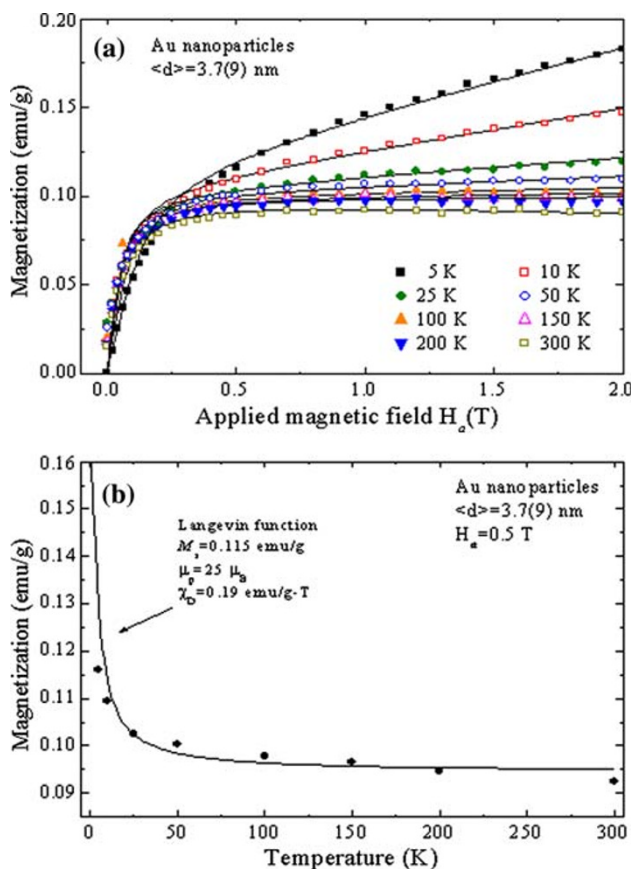 (a)
Au nanoparticles
<d>=3.7(9) nm
Magnetization (emu/g)
0.20
0.15
0.10
0.05
0.00
5 K
10 K
25 K
50 K
100 K
150 K
200 K
300 K
0.0 0.5 1.0 1.5 2.0
Applied magnetic field Ha(T)
(b)
Au nanoparticles
<d>=3.7(9) nm
Ha=0.5 T
Langevin function
Ms=0.115 emu/g
μp=25 μB
χD=0.19 emu/g-T
Magnetization (emu/g)
0.16
0.15
0.14
0.13
0.12
0.11
0.10
0.09
0 50 100 150 200 250 300
Temperature (K)